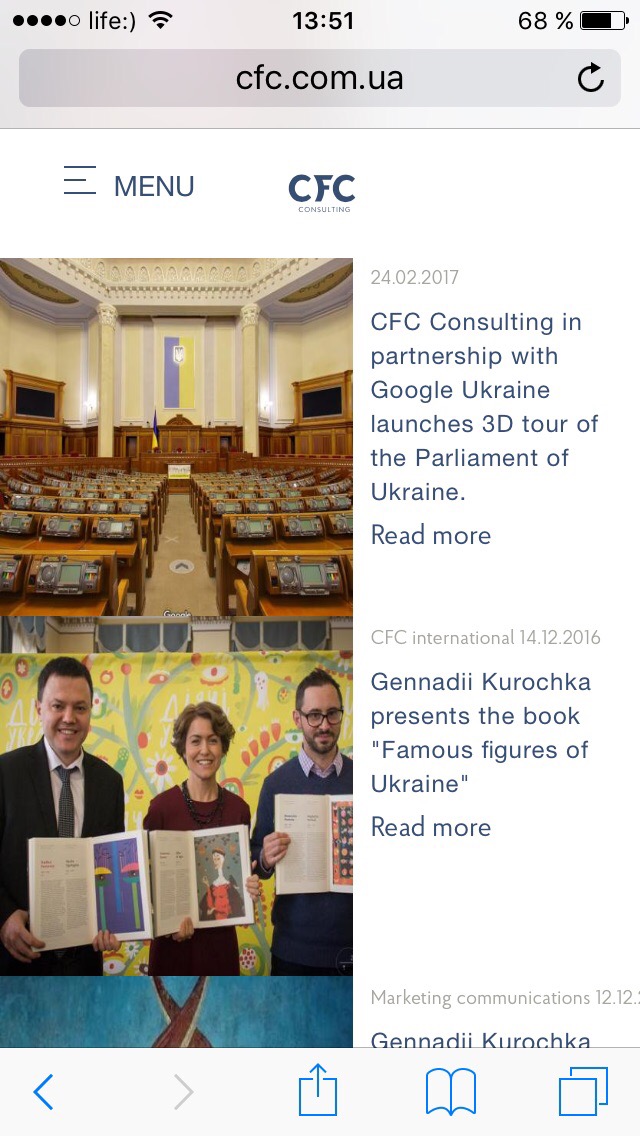 life:) 13:51 68 %
cfc.com.ua
MENU
CFC
CONSULTING
24.02.2017
CFC Consulting in
partnership with
Google Ukraine
launches 3D tour of
the Parliament of
Ukraine.
Read more
Google
CFC international 14.12.2016
Gennadii Kurochka
presents the book
"Famous figures of
Ukraine"
Read more
Marketing communications 12.12.
Gennadii Kurochka